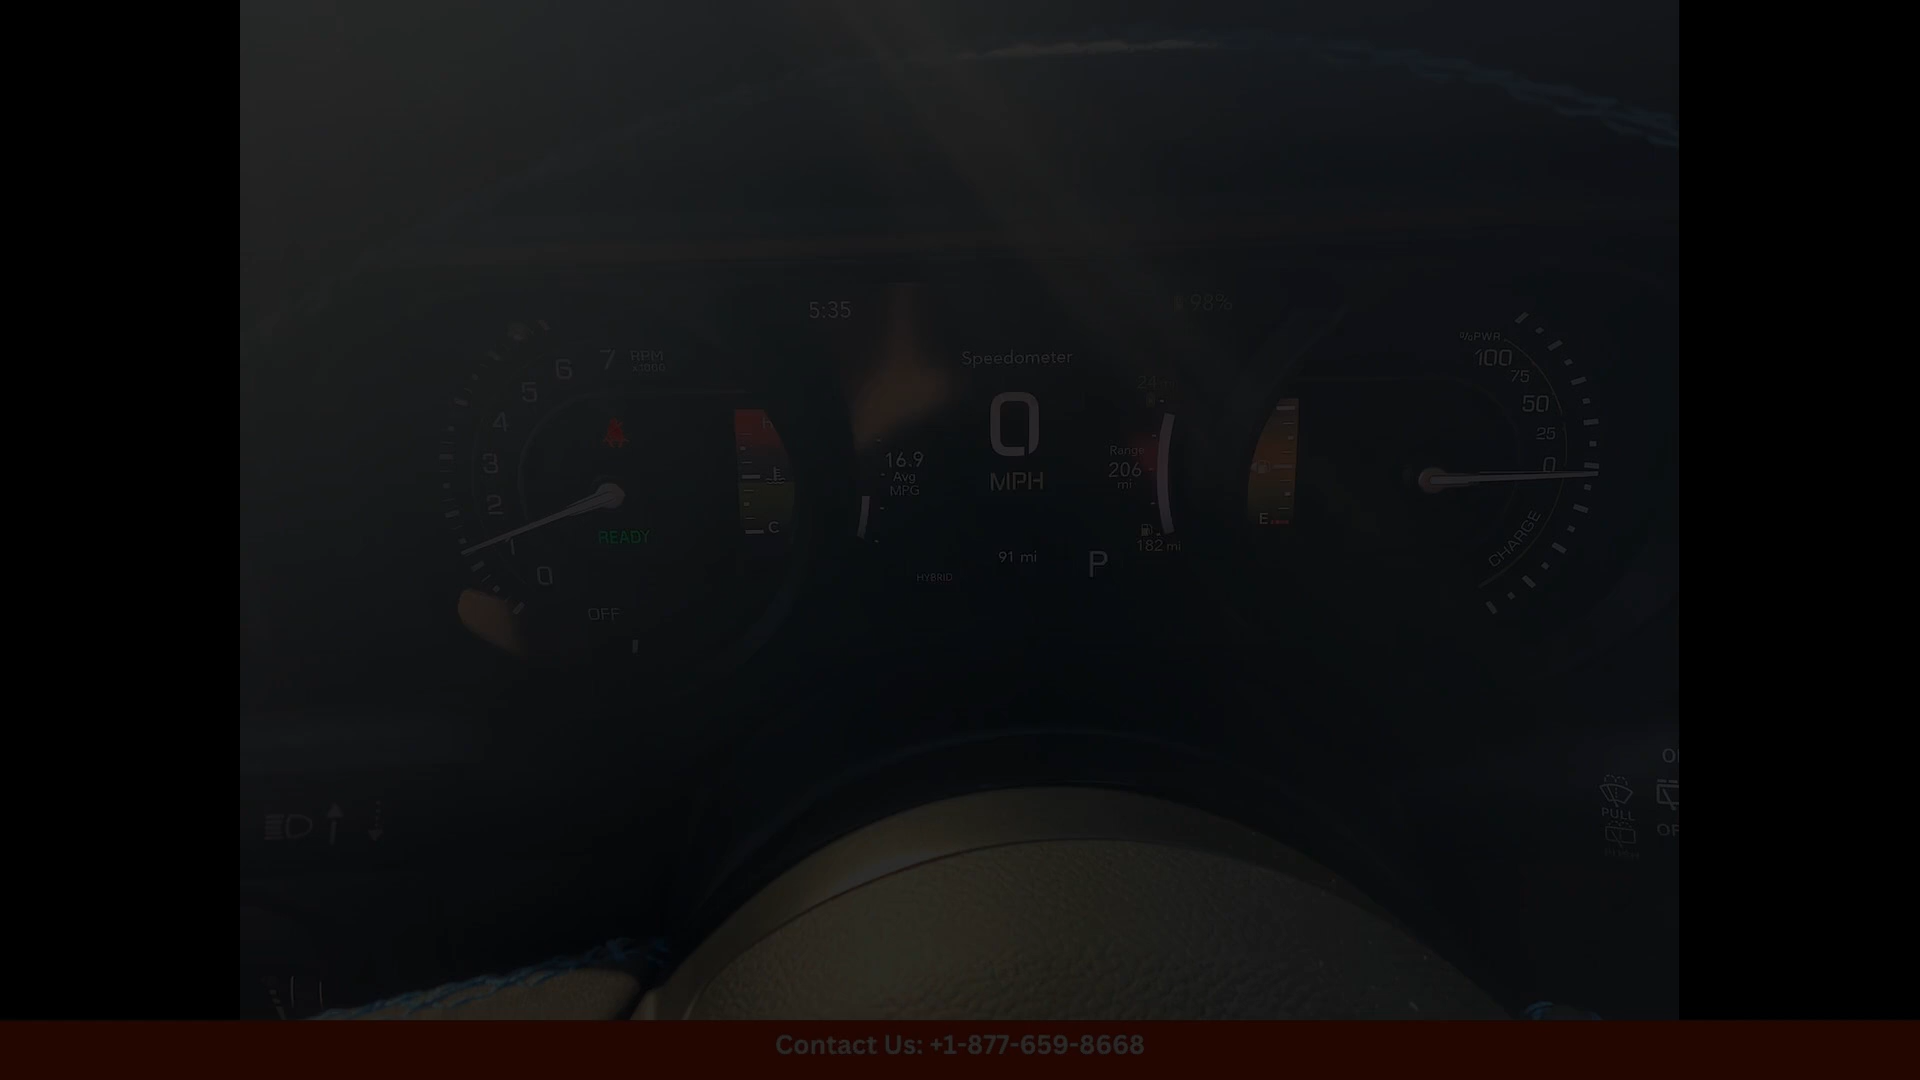 5:35
98%
Speedometer
7 RPM
x1000
6
5
4
3
2
1
0
READY
OFF
H
C
16.9
Avg
MPG
0
MPH
24
Range
206
mi
182 mi
91 mi
P
HYBRID
E
%PWR
100
75
50
25
0
CHARGE
PULL
Contact Us: +1-877-659-8668